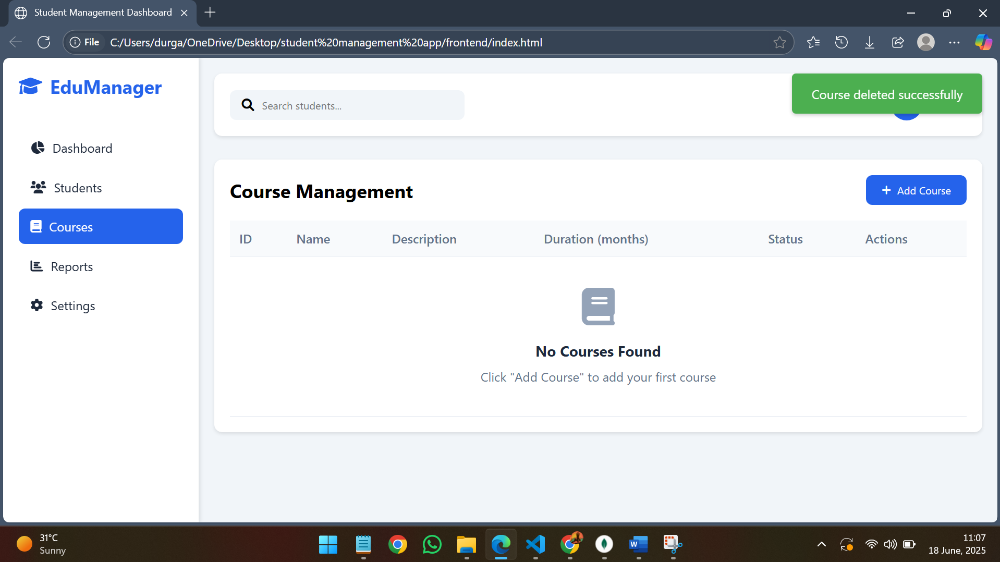 Student Management Dashboard
File
C:/Users/durga/OneDrive/Desktop/student%20management%20app/frontend/index.html
EduManager
Search students...
Course deleted successfully
Dashboard
Students
Courses
Reports
Settings
Course Management
+ Add Course
ID Name Description Duration (months) Status Actions
No Courses Found
Click "Add Course" to add your first course
31°C
Sunny
W
11:07
18 June, 2025